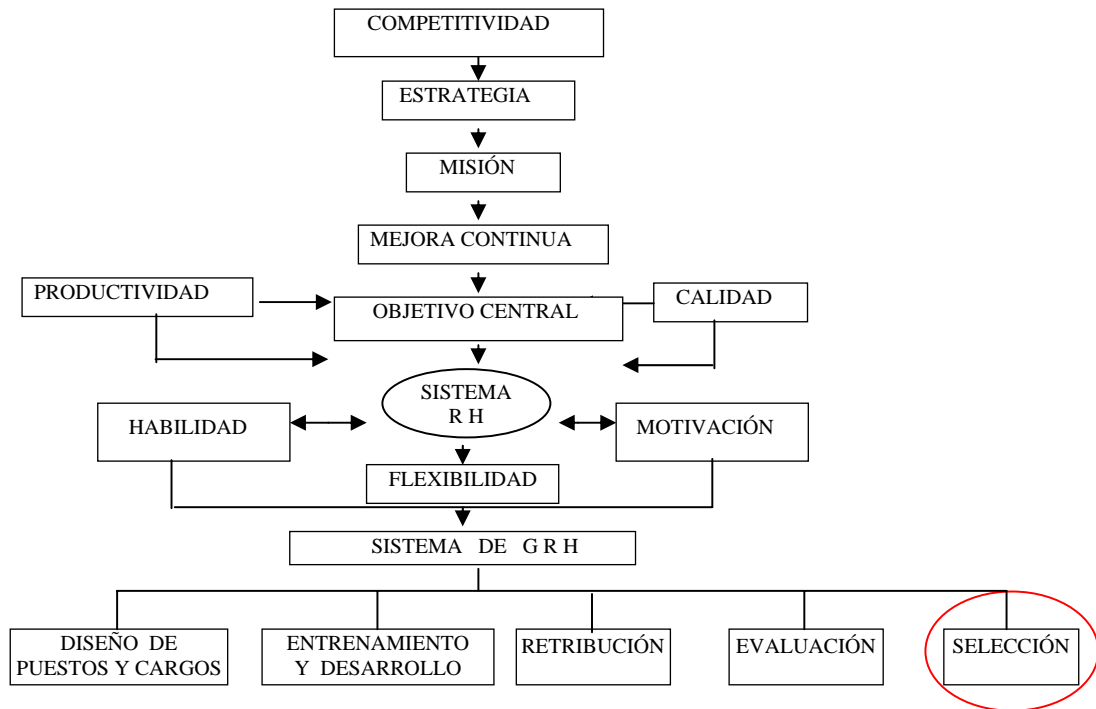 COMPETITIVIDAD
ESTRATEGIA
MISIÓN
MEJORA CONTINUA
PRODUCTIVIDAD
OBJETIVO CENTRAL
CALIDAD
SISTEMA
R H
HABILIDAD
MOTIVACIÓN
FLEXIBILIDAD
SISTEMA DE G R H
DISEÑO DE
PUESTOS Y CARGOS
ENTRENAMIENTO
Y DESARROLLO
RETRIBUCIÓN
EVALUACIÓN
SELECCIÓN